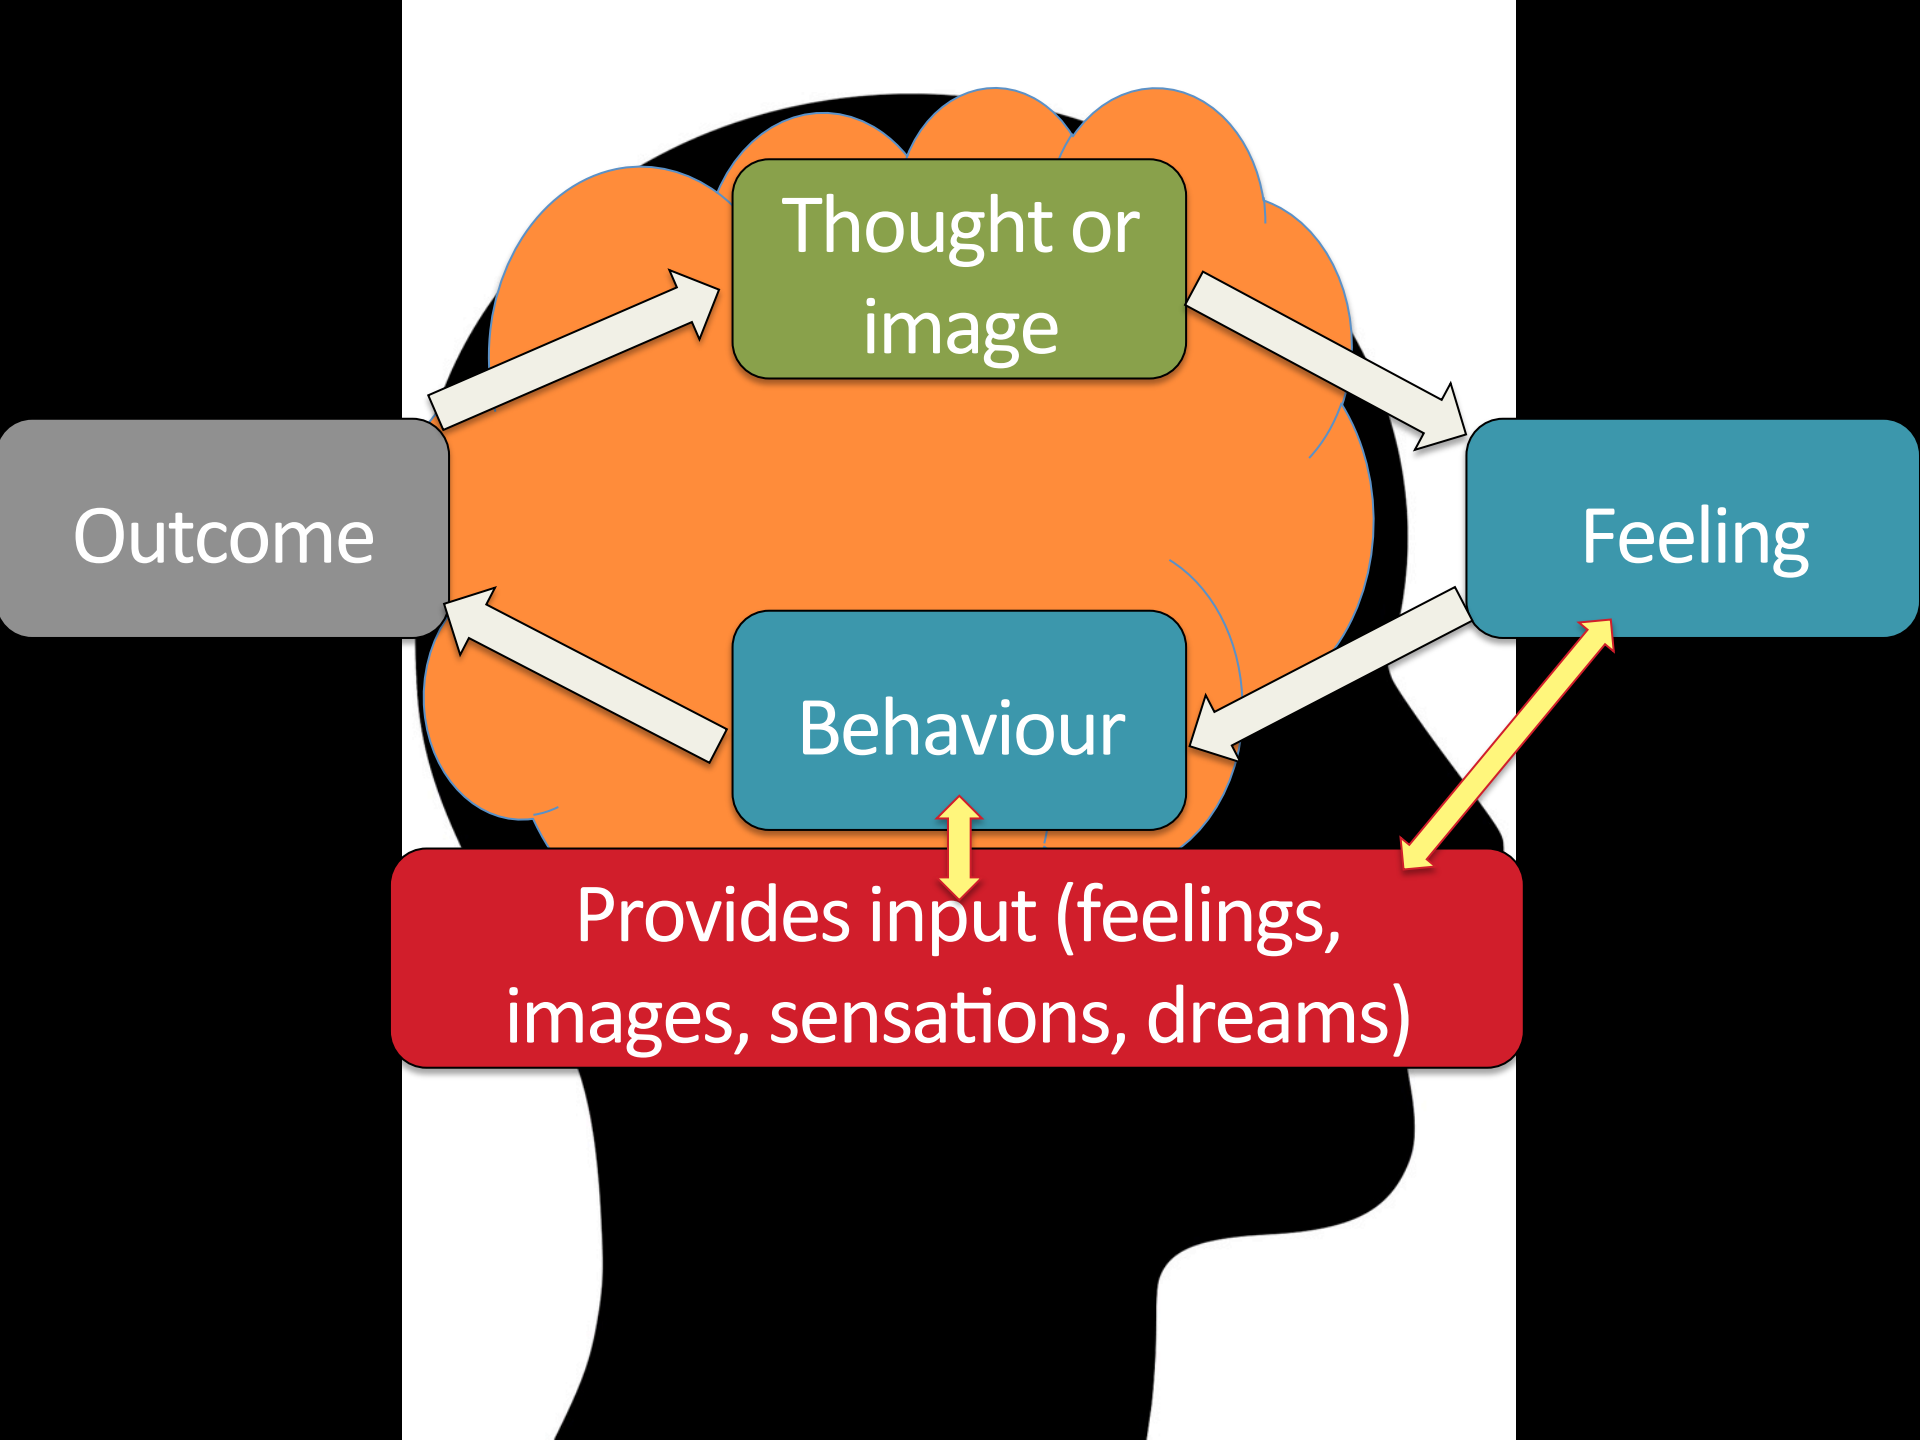 Thought or
image
Outcome
Feeling
Behaviour
Provides input (feelings,
images, sensations, dreams)